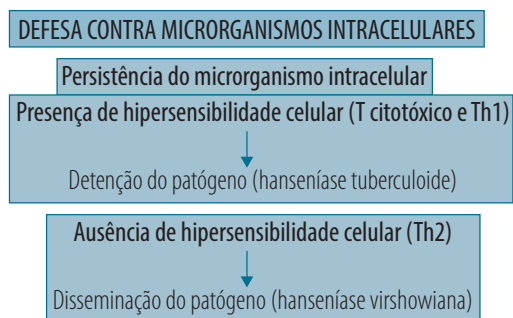 DEFESA CONTRA MICRORGANISMOS INTRACELULARES
Persistência do microrganismo intracelular
Presença de hipersensibilidade celular (T citotóxico e Th1)
Detenção do patógeno (hanseníase tuberculoide)
Ausência de hipersensibilidade celular (Th2)
Disseminação do patógeno (hanseníase virshowiana)